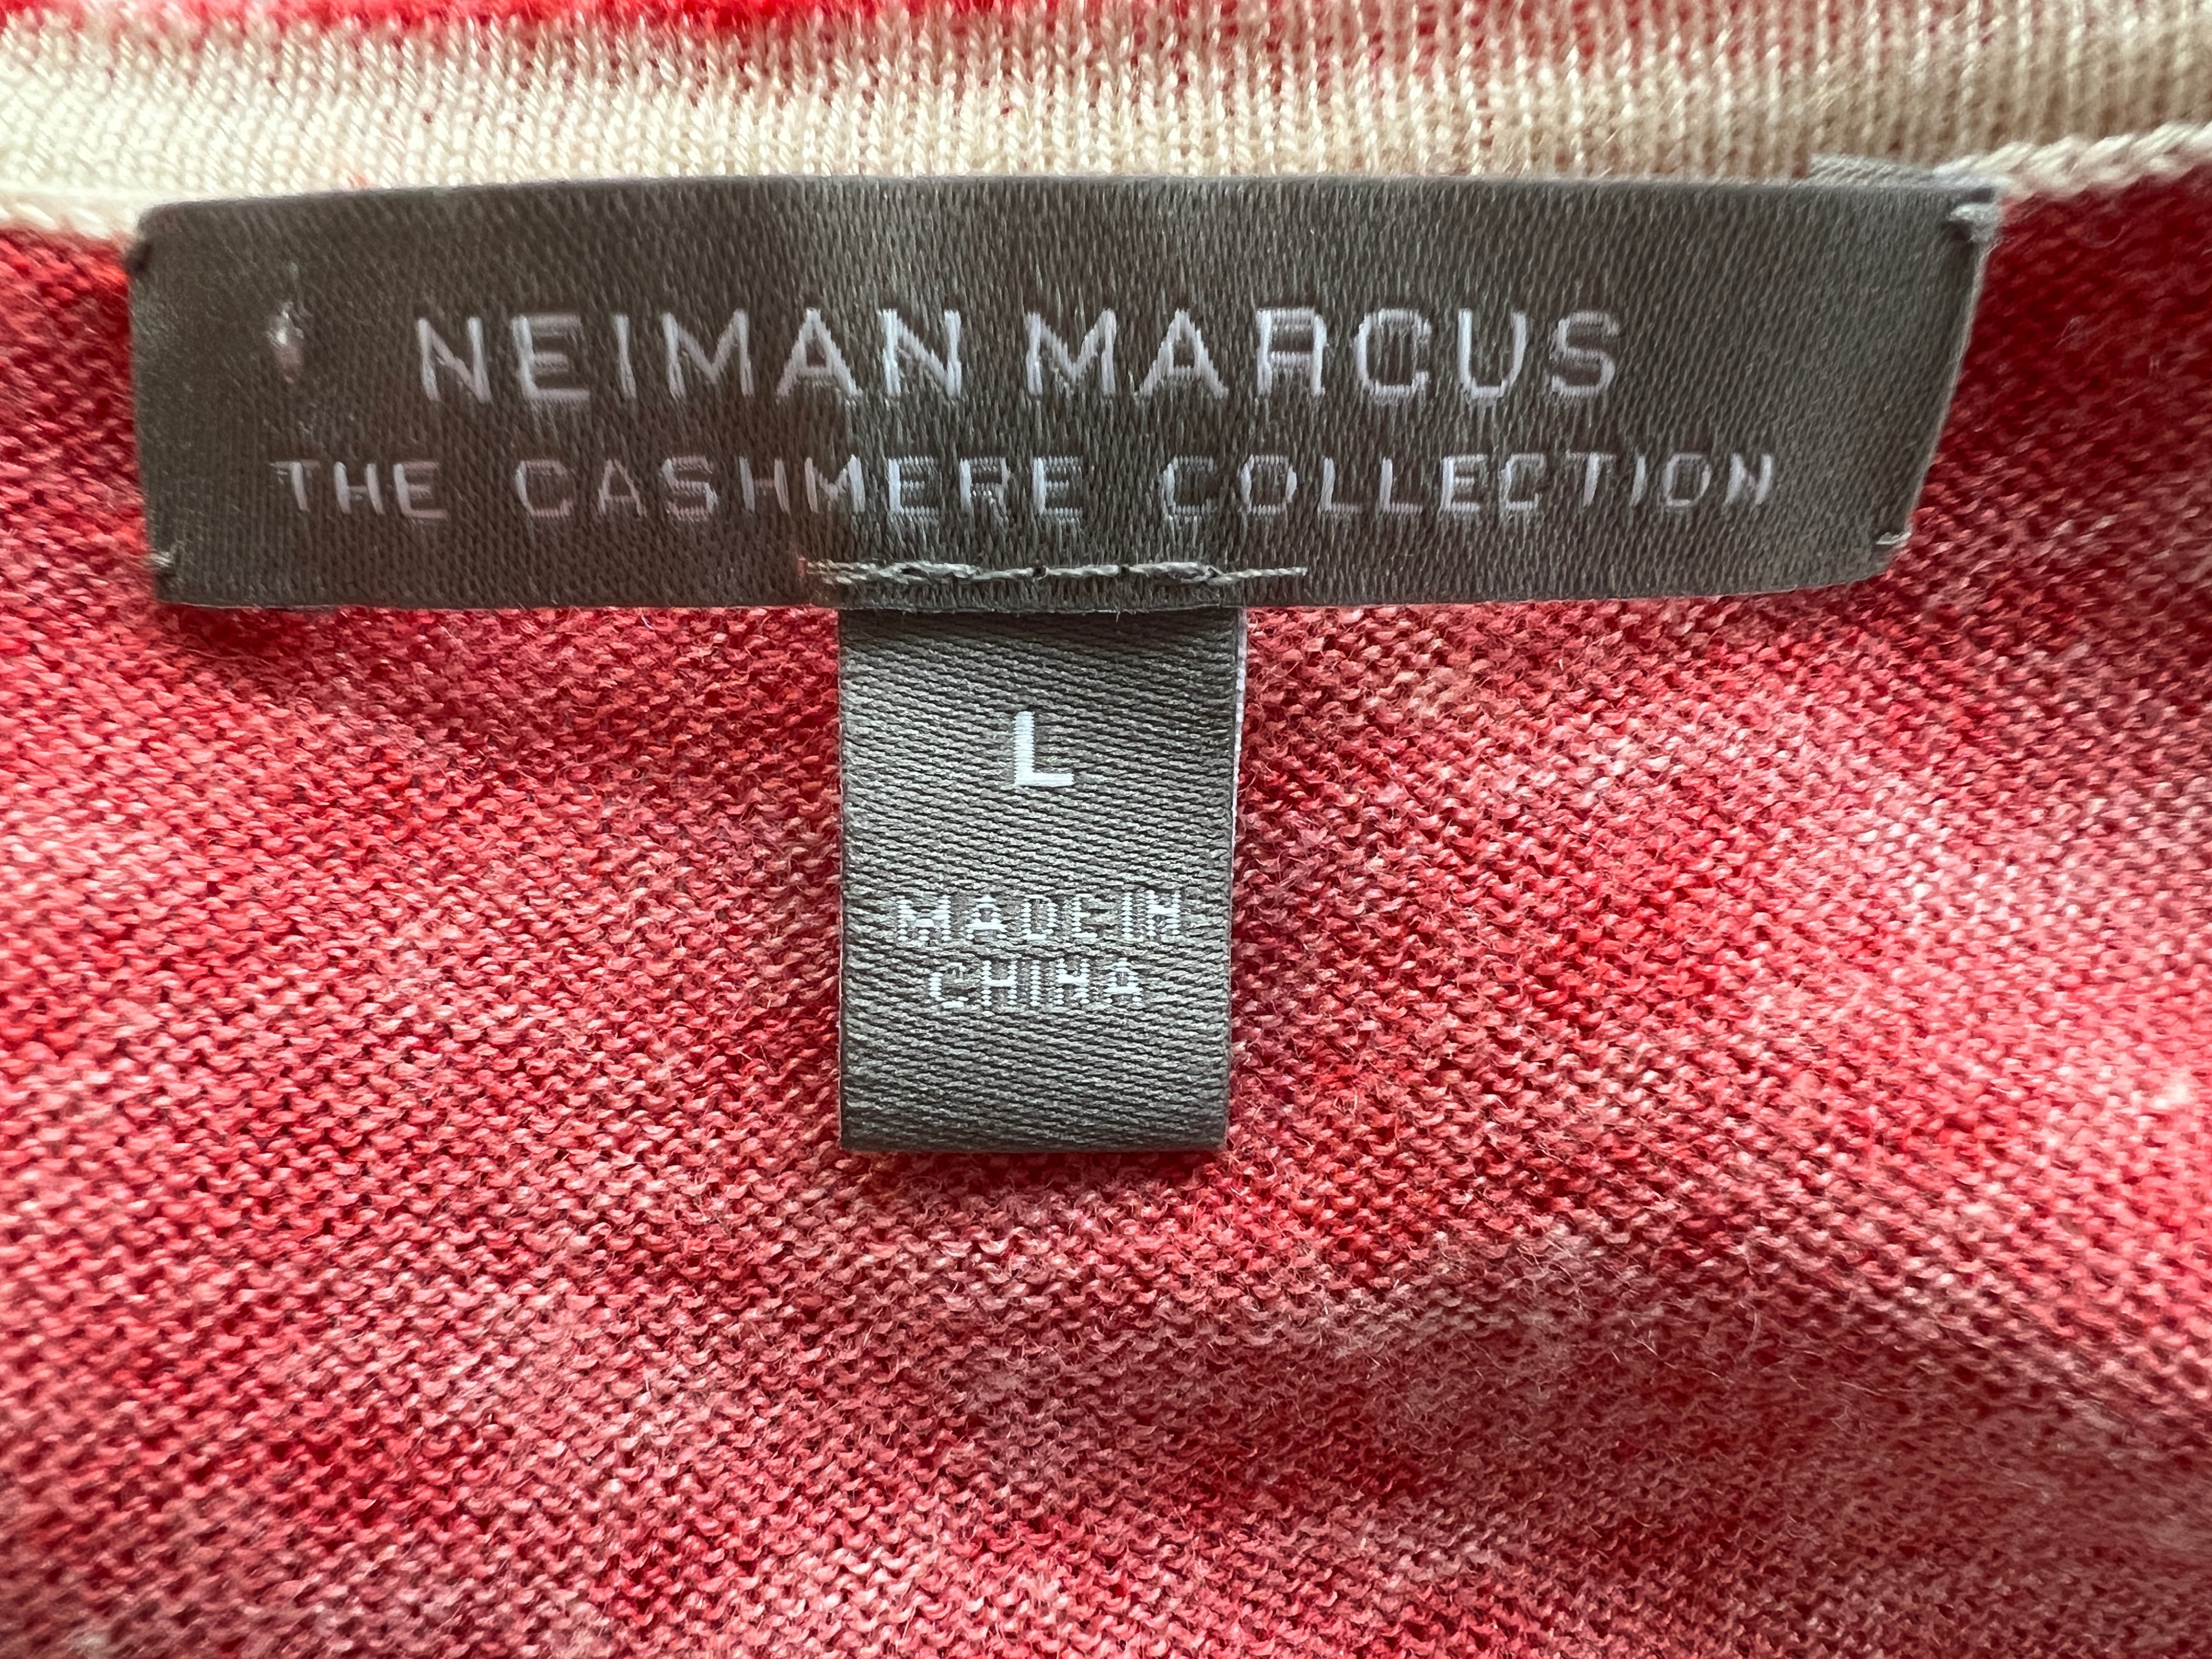 NEIMAN MARCUS
THE CASHMERE COLLECTION
L
MADE IN
CHINA